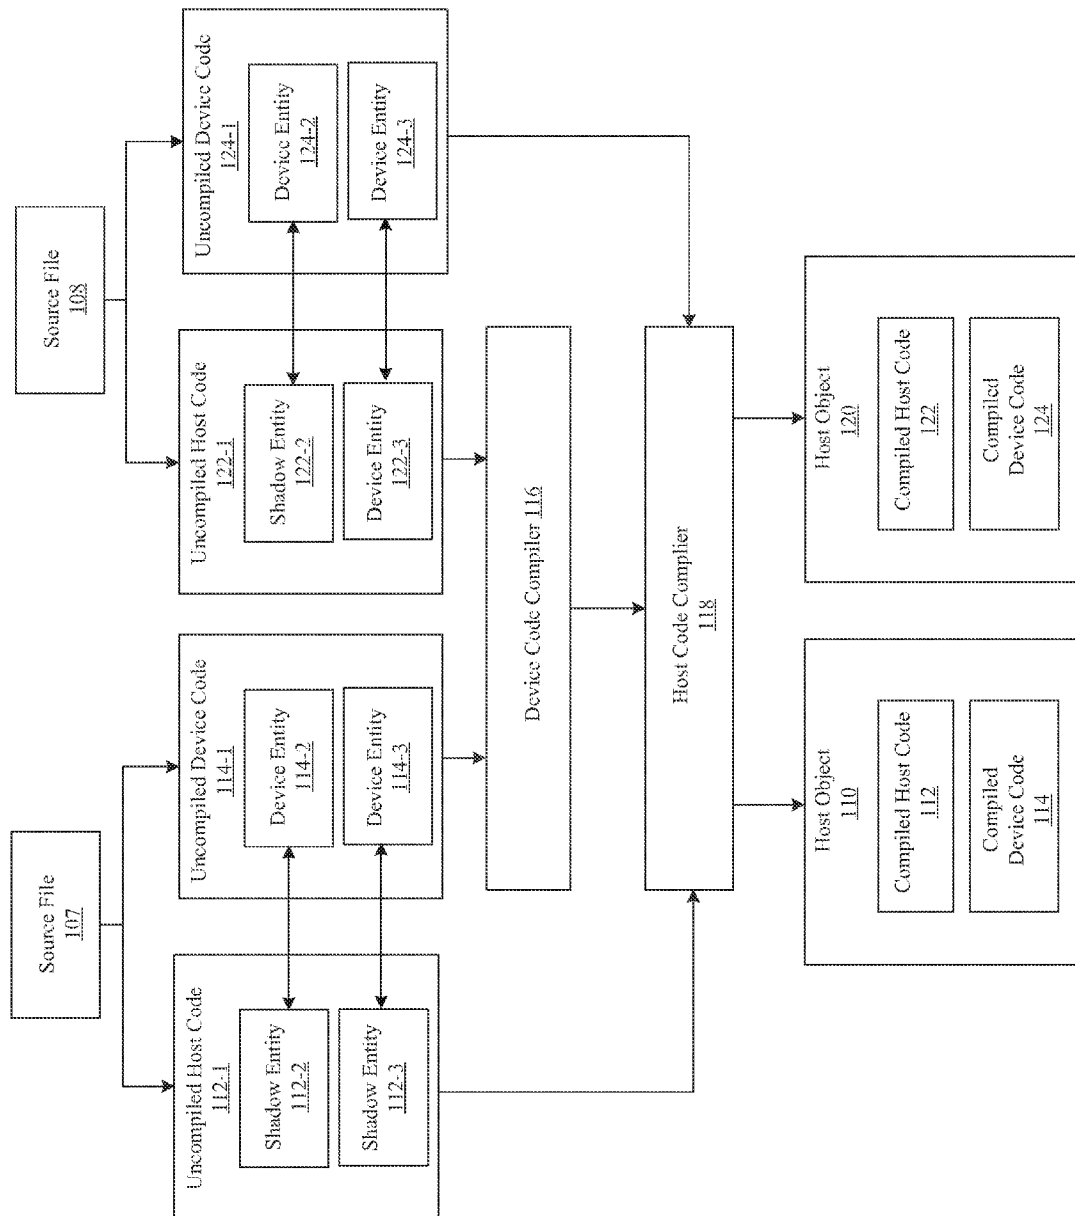 Source File
107
Source File
108
Uncompiled Host Code
112-1
Shadow Entity
112-2
Shadow Entity
112-3
Uncompiled Device Code
114-1
Device Entity
114-2
Device Entity
114-3
Uncompiled Host Code
122-1
Shadow Entity
122-2
Device Entity
122-3
Uncompiled Device Code
124-1
Device Entity
124-2
Device Entity
124-3
Device Code Compiler 116
Host Code Complier
118
Host Object
110
Compiled Host Code
112
Compiled
Device Code
114
Host Object
120
Compiled Host Code
122
Compiled
Device Code
124